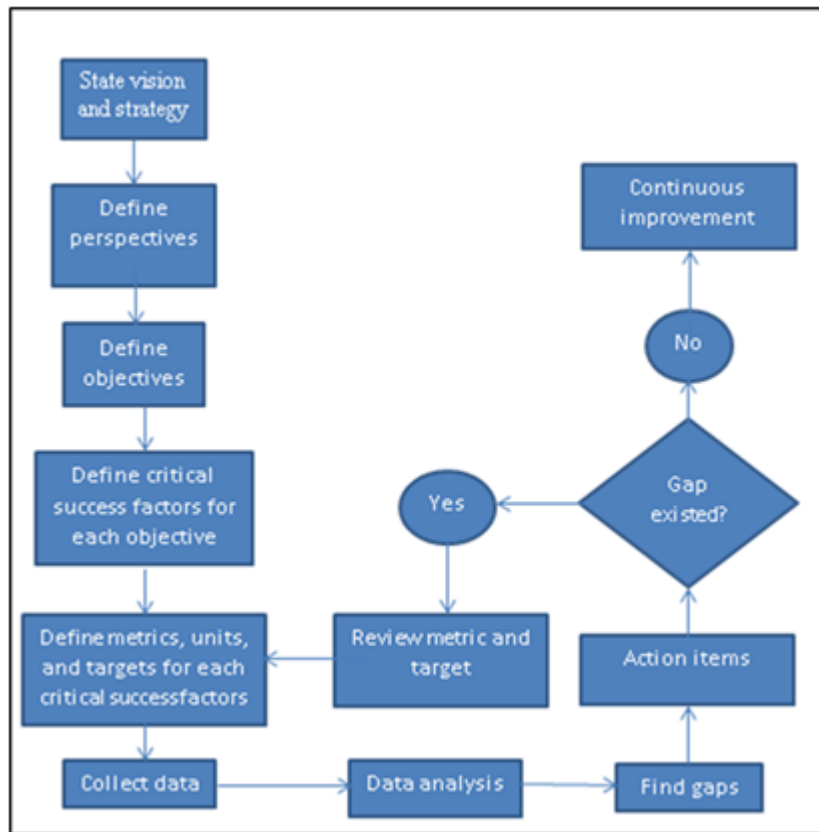 State vision
and strategy
Define
perspectives
Define
objectives
Define critical
success factors for
each objective
Define metrics, units,
and targets for each
critical successfactors
Collect data
Data analysis
Find gaps
Action items
Gap
existed?
Yes
Review metric and
target
No
Continuous
improvement